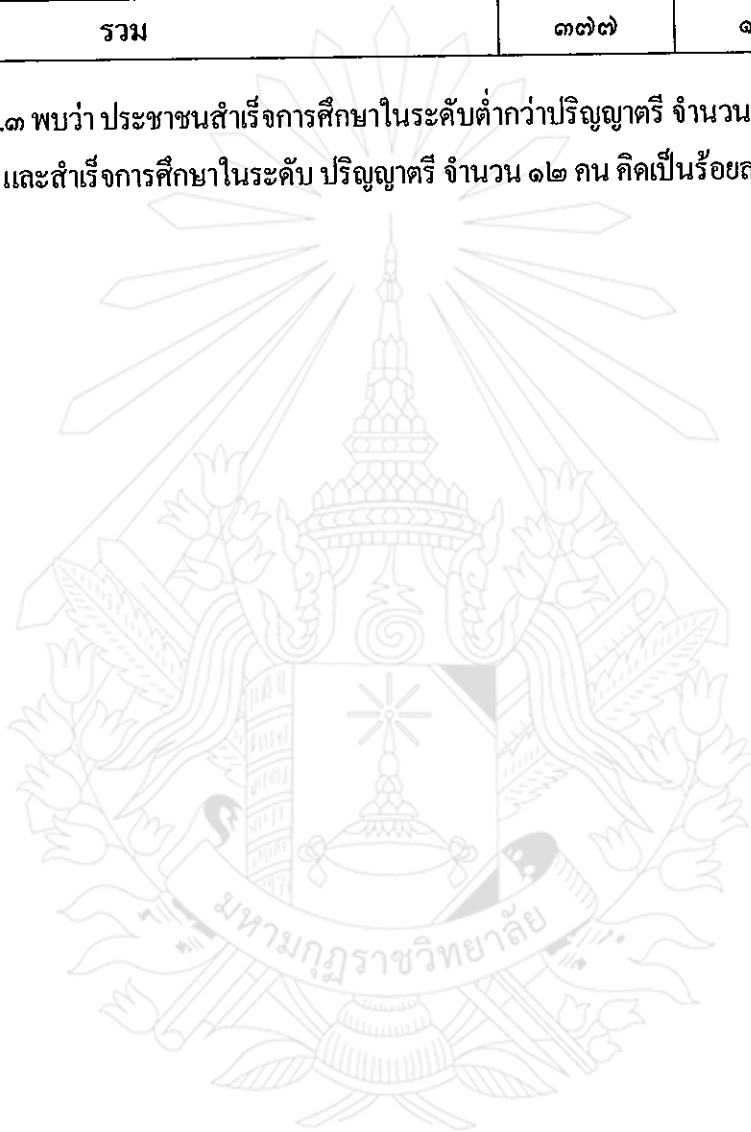 รวม ๓๗๗ ๑
.๓ พบว่า ประชาชนสำเร็จการศึกษาในระดับต่ำกว่าปริญญาตรี จำนวน
และสำเร็จการศึกษาในระดับ ปริญญาตรี จำนวน ๑๒ คน คิดเป็นร้อยล
มหามกุฏราชวิทยาลัย